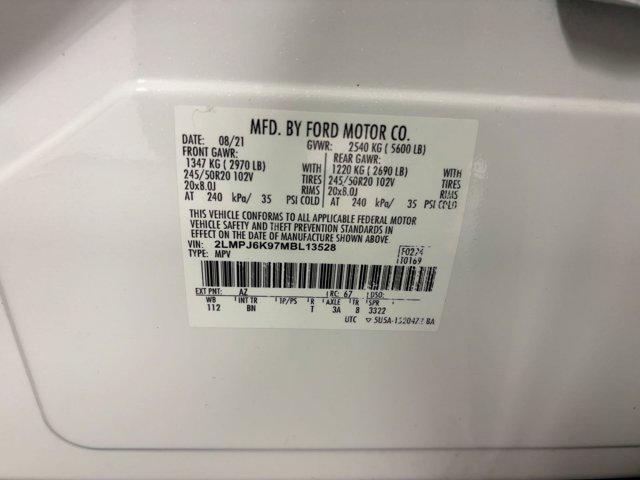 MFD. BY FORD MOTOR CO.
DATE: 08/21 GVWR: 2540 KG ( 5600 LB)
FRONT GAWR: REAR GAWR:
1347 KG ( 2970 LB) WITH 1220 KG ( 2690 LB) WITH
245/50R20 102V TIRES 245/50R20 102V TIRES
20x8.0J RIMS 20x8.0J RIMS
AT 240 kPa/ 35 PSI COLD AT 240 kPa/ 35 PSI COLD
THIS VEHICLE CONFORMS TO ALL APPLICABLE FEDERAL MOTOR
VEHICLE SAFETY AND THEFT PREVENTION STANDARDS IN
EFFECT ON THE DATE OF MANUFACTURE SHOWN ABOVE.
VIN: 2LMPJ6K97MBL13528
TYPE: MPV
EXT PNT: AZ RC: 67 DSO:
WB INT TR TP/PS R AXLE TR SPR
112 BN T 3A 8 3322
UTC